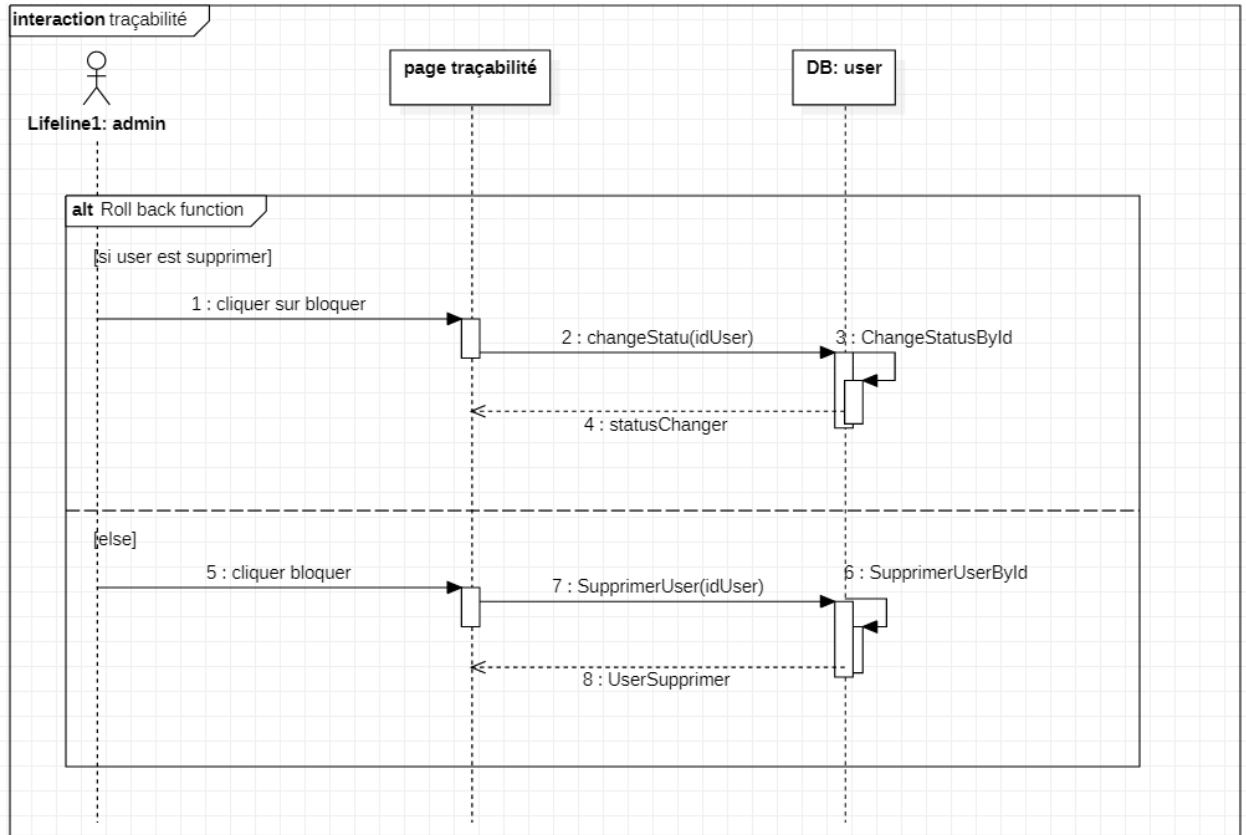 interaction traçabilité
page traçabilité
DB: user
Lifeline1: admin
alt Roll back function
[si user est supprimer]
1 : cliquer sur bloquer
2 : changeStatu(idUser)
3 : ChangeStatusById
4 : statusChanger
[else]
5 : cliquer bloquer
7 : SupprimerUser(idUser)
6 : SupprimerUserById
8 : UserSupprimer